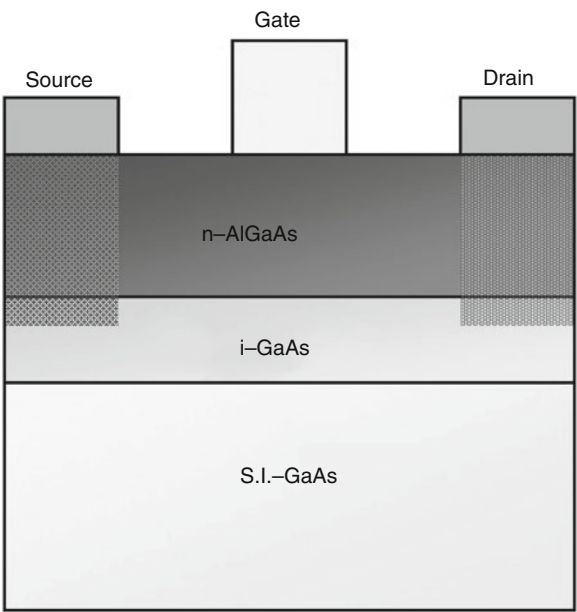 Gate
Source
Drain
n–AlGaAs
i–GaAs
S.I.–GaAs